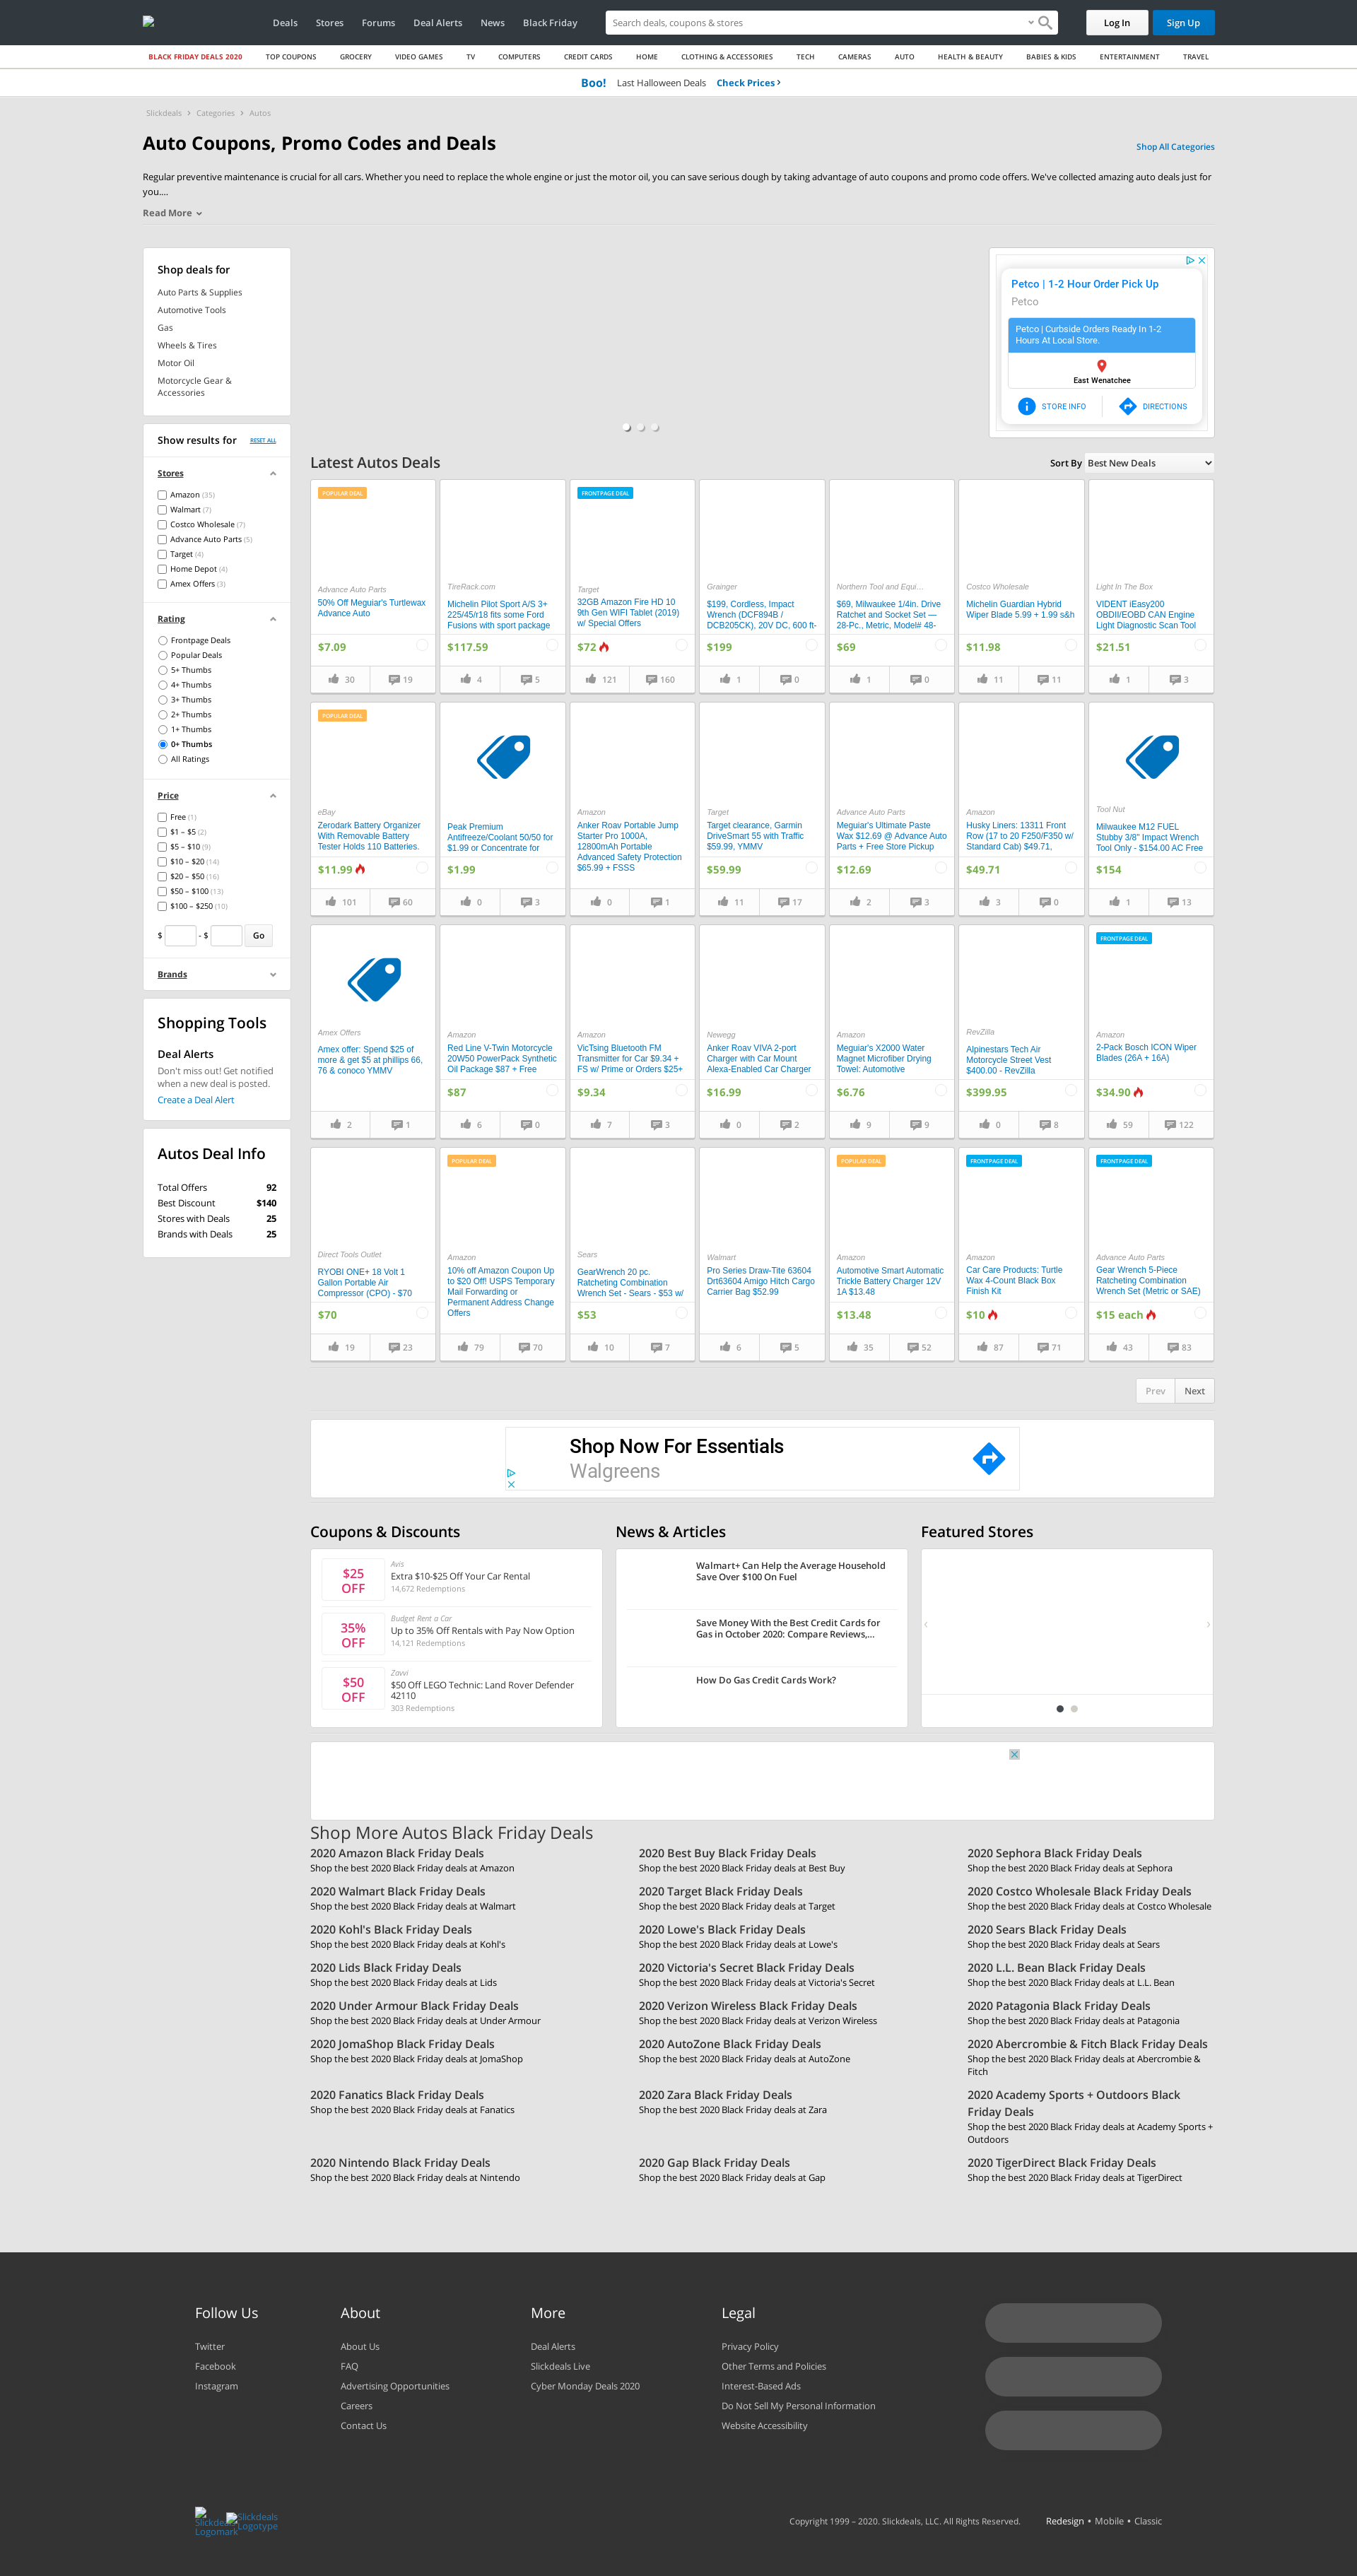 Deals Stores Forums Deal Alerts News Black Friday Search deals, coupons & stores Log In Sign Up
BLACK FRIDAY DEALS 2020 TOP COUPONS GROCERY VIDEO GAMES TV COMPUTERS CREDIT CARDS HOME CLOTHING & ACCESSORIES TECH CAMERAS AUTO HEALTH & BEAUTY BABIES & KIDS ENTERTAINMENT TRAVEL
Boo! Last Halloween Deals Check Prices
Slickdeals Categories Autos
Auto Coupons, Promo Codes and Deals
Shop All Categories
Regular preventive maintenance is crucial for all cars. Whether you need to replace the whole engine or just the motor oil, you can save serious dough by taking advantage of auto coupons and promo code offers. We've collected amazing auto deals just for
you....
Read More
Shop deals for
Auto Parts & Supplies
Automotive Tools
Gas
Wheels & Tires
Motor Oil
Motorcycle Gear &
Accessories
Show results for RESET ALL
Stores
Amazon (35)
Walmart (7)
Costco Wholesale (7)
Advance Auto Parts (5)
Target (4)
Home Depot (4)
Amex Offers (3)
Rating
Frontpage Deals
Popular Deals
5+ Thumbs
4+ Thumbs
3+ Thumbs
2+ Thumbs
1+ Thumbs
0+ Thumbs
All Ratings
Price
Free (1)
$1 – $5 (2)
$5 – $10 (9)
$10 – $20 (14)
$20 – $50 (16)
$50 – $100 (13)
$100 – $250 (10)
$ - $ Go
Brands
Shopping Tools
Deal Alerts
Don't miss out! Get notified
when a new deal is posted.
Create a Deal Alert
Autos Deal Info
Total Offers 92
Best Discount $140
Stores with Deals 25
Brands with Deals 25
Petco | 1-2 Hour Order Pick Up
Petco
Petco | Curbside Orders Ready In 1-2
Hours At Local Store.
East Wenatchee
STORE INFO DIRECTIONS
Latest Autos Deals
Sort By Best New Deals
POPULAR DEAL
Advance Auto Parts
50% Off Meguiar's Turtlewax
Advance Auto
$7.09
30 19
TireRack.com
Michelin Pilot Sport A/S 3+
225/45/r18 fits some Ford
Fusions with sport package
$117.59
4 5
FRONTPAGE DEAL
Target
32GB Amazon Fire HD 10
9th Gen WIFI Tablet (2019)
w/ Special Offers
$72
121 160
Grainger
$199, Cordless, Impact
Wrench (DCF894B /
DCB205CK), 20V DC, 600 ft-
$199
1 0
Northern Tool and Equi...
$69, Milwaukee 1/4in. Drive
Ratchet and Socket Set —
28-Pc., Metric, Model# 48-
$69
1 0
Costco Wholesale
Michelin Guardian Hybrid
Wiper Blade 5.99 + 1.99 s&h
$11.98
11 11
Light In The Box
VIDENT iEasy200
OBDII/EOBD CAN Engine
Light Diagnostic Scan Tool
$21.51
1 3
POPULAR DEAL
eBay
Zerodark Battery Organizer
With Removable Battery
Tester Holds 110 Batteries.
$11.99
101 60
Peak Premium
Antifreeze/Coolant 50/50 for
$1.99 or Concentrate for
$1.99
0 3
Amazon
Anker Roav Portable Jump
Starter Pro 1000A,
12800mAh Portable
Advanced Safety Protection
$65.99 + FSSS
0 1
Target
Target clearance, Garmin
DriveSmart 55 with Traffic
$59.99, YMMV
$59.99
11 17
Advance Auto Parts
Meguiar's Ultimate Paste
Wax $12.69 @ Advance Auto
Parts + Free Store Pickup
$12.69
2 3
Amazon
Husky Liners: 13311 Front
Row (17 to 20 F250/F350 w/
Standard Cab) $49.71,
$49.71
3 0
Tool Nut
Milwaukee M12 FUEL
Stubby 3/8" Impact Wrench
Tool Only - $154.00 AC Free
$154
1 13
Amex Offers
Amex offer: Spend $25 of
more & get $5 at phillips 66,
76 & conoco YMMV
2 1
Amazon
Red Line V-Twin Motorcycle
20W50 PowerPack Synthetic
Oil Package $87 + Free
$87
6 0
Amazon
VicTsing Bluetooth FM
Transmitter for Car $9.34 +
FS w/ Prime or Orders $25+
$9.34
7 3
Newegg
Anker Roav VIVA 2-port
Charger with Car Mount
Alexa-Enabled Car Charger
$16.99
0 2
Amazon
Meguiar's X2000 Water
Magnet Microfiber Drying
Towel: Automotive
$6.76
9 9
RevZilla
Alpinestars Tech Air
Motorcycle Street Vest
$400.00 - RevZilla
$399.95
0 8
FRONTPAGE DEAL
Amazon
2-Pack Bosch ICON Wiper
Blades (26A + 16A)
$34.90
59 122
Direct Tools Outlet
RYOBI ONE+ 18 Volt 1
Gallon Portable Air
Compressor (CPO) - $70
$70
19 23
POPULAR DEAL
Amazon
10% off Amazon Coupon Up
to $20 Off! USPS Temporary
Mail Forwarding or
Permanent Address Change
Offers
79 70
Sears
GearWrench 20 pc.
Ratcheting Combination
Wrench Set - Sears - $53 w/
$53
10 7
Walmart
Pro Series Draw-Tite 63604
Drt63604 Amigo Hitch Cargo
Carrier Bag $52.99
6 5
POPULAR DEAL
Amazon
Automotive Smart Automatic
Trickle Battery Charger 12V
1A $13.48
$13.48
35 52
FRONTPAGE DEAL
Amazon
Car Care Products: Turtle
Wax 4-Count Black Box
Finish Kit
$10
87 71
FRONTPAGE DEAL
Advance Auto Parts
Gear Wrench 5-Piece
Ratcheting Combination
Wrench Set (Metric or SAE)
$15 each
43 83
Prev Next
Shop Now For Essentials
Walgreens
Coupons & Discounts
$25
OFF
Avis
Extra $10-$25 Off Your Car Rental
14,672 Redemptions
35%
OFF
Budget Rent a Car
Up to 35% Off Rentals with Pay Now Option
14,121 Redemptions
$50
OFF
Zavvi
$50 Off LEGO Technic: Land Rover Defender
42110
303 Redemptions
News & Articles
Walmart+ Can Help the Average Household
Save Over $100 On Fuel
Save Money With the Best Credit Cards for
Gas in October 2020: Compare Reviews,...
How Do Gas Credit Cards Work?
Featured Stores
Shop More Autos Black Friday Deals
2020 Amazon Black Friday Deals
Shop the best 2020 Black Friday deals at Amazon
2020 Best Buy Black Friday Deals
Shop the best 2020 Black Friday deals at Best Buy
2020 Sephora Black Friday Deals
Shop the best 2020 Black Friday deals at Sephora
2020 Walmart Black Friday Deals
Shop the best 2020 Black Friday deals at Walmart
2020 Target Black Friday Deals
Shop the best 2020 Black Friday deals at Target
2020 Costco Wholesale Black Friday Deals
Shop the best 2020 Black Friday deals at Costco Wholesale
2020 Kohl's Black Friday Deals
Shop the best 2020 Black Friday deals at Kohl's
2020 Lowe's Black Friday Deals
Shop the best 2020 Black Friday deals at Lowe's
2020 Sears Black Friday Deals
Shop the best 2020 Black Friday deals at Sears
2020 Lids Black Friday Deals
Shop the best 2020 Black Friday deals at Lids
2020 Victoria's Secret Black Friday Deals
Shop the best 2020 Black Friday deals at Victoria's Secret
2020 L.L. Bean Black Friday Deals
Shop the best 2020 Black Friday deals at L.L. Bean
2020 Under Armour Black Friday Deals
Shop the best 2020 Black Friday deals at Under Armour
2020 Verizon Wireless Black Friday Deals
Shop the best 2020 Black Friday deals at Verizon Wireless
2020 Patagonia Black Friday Deals
Shop the best 2020 Black Friday deals at Patagonia
2020 JomaShop Black Friday Deals
Shop the best 2020 Black Friday deals at JomaShop
2020 AutoZone Black Friday Deals
Shop the best 2020 Black Friday deals at AutoZone
2020 Abercrombie & Fitch Black Friday Deals
Shop the best 2020 Black Friday deals at Abercrombie &
Fitch
2020 Fanatics Black Friday Deals
Shop the best 2020 Black Friday deals at Fanatics
2020 Zara Black Friday Deals
Shop the best 2020 Black Friday deals at Zara
2020 Academy Sports + Outdoors Black
Friday Deals
Shop the best 2020 Black Friday deals at Academy Sports +
Outdoors
2020 Nintendo Black Friday Deals
Shop the best 2020 Black Friday deals at Nintendo
2020 Gap Black Friday Deals
Shop the best 2020 Black Friday deals at Gap
2020 TigerDirect Black Friday Deals
Shop the best 2020 Black Friday deals at TigerDirect
Follow Us
Twitter
Facebook
Instagram
About
About Us
FAQ
Advertising Opportunities
Careers
Contact Us
More
Deal Alerts
Slickdeals Live
Cyber Monday Deals 2020
Legal
Privacy Policy
Other Terms and Policies
Interest-Based Ads
Do Not Sell My Personal Information
Website Accessibility
Slickdeals
Logomark
Slickdeals
Logotype
Copyright 1999 – 2020. Slickdeals, LLC. All Rights Reserved. Redesign • Mobile • Classic